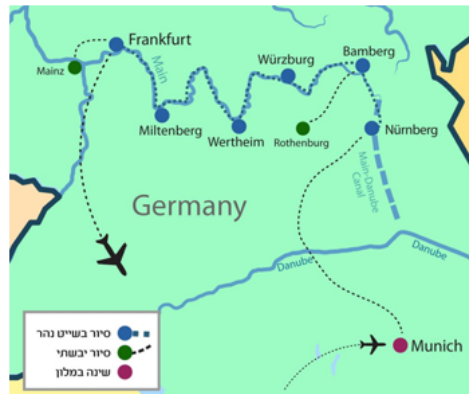 Frankfurt
Mainz
Main
Miltenberg
Wertheim
Würzburg
Bamberg
Rothenburg
Nürnberg
Main-Danube
Canal
Germany
Danube
Danube
Munich
סיור בשייט נהר
סיור יבשתי
שינה במלון